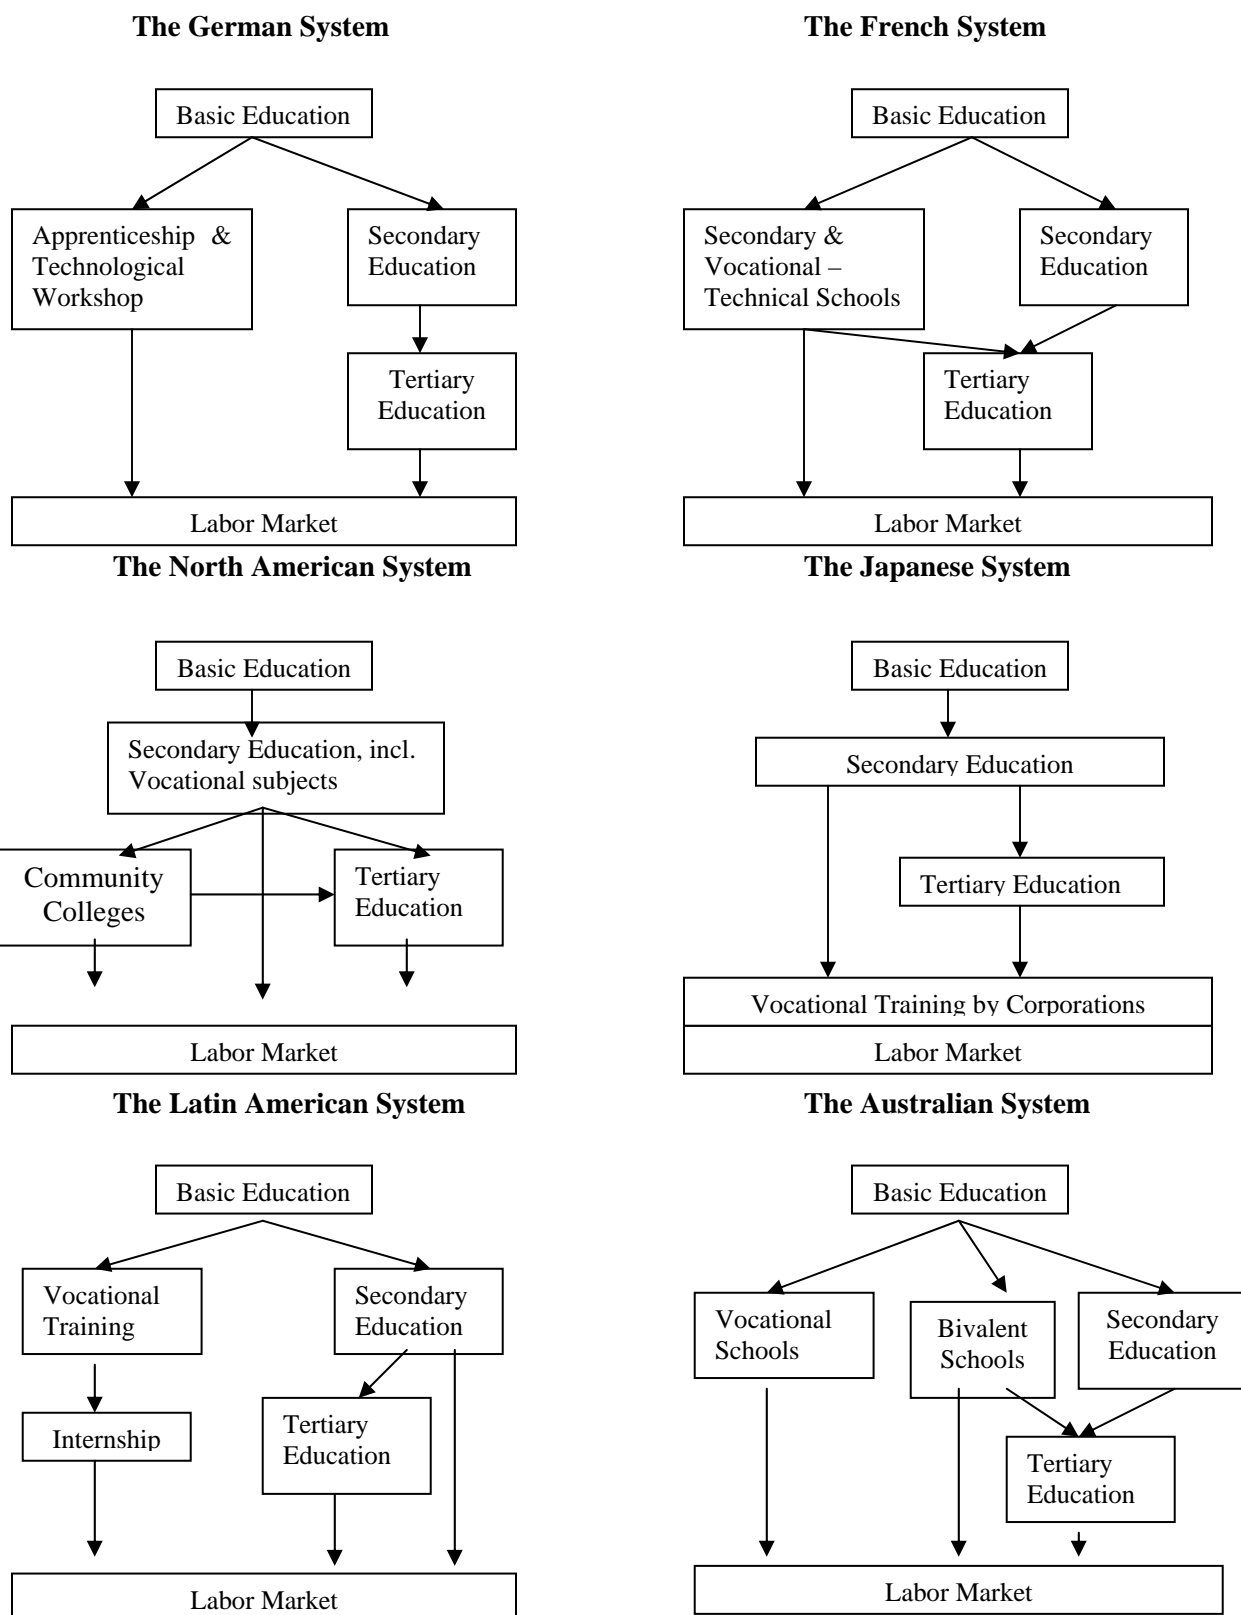 The German System
Basic Education
Apprenticeship &
Technological
Workshop
Secondary
Education
Tertiary
Education
Labor Market
The French System
Basic Education
Secondary &
Vocational –
Technical Schools
Secondary
Education
Tertiary
Education
Labor Market
The North American System
Basic Education
Secondary Education, incl.
Vocational subjects
Community
Colleges
Tertiary
Education
Labor Market
The Japanese System
Basic Education
Secondary Education
Tertiary Education
Vocational Training by Corporations
Labor Market
The Latin American System
Basic Education
Vocational
Training
Secondary
Education
Internship
Tertiary
Education
Labor Market
The Australian System
Basic Education
Vocational
Schools
Bivalent
Schools
Secondary
Education
Tertiary
Education
Labor Market